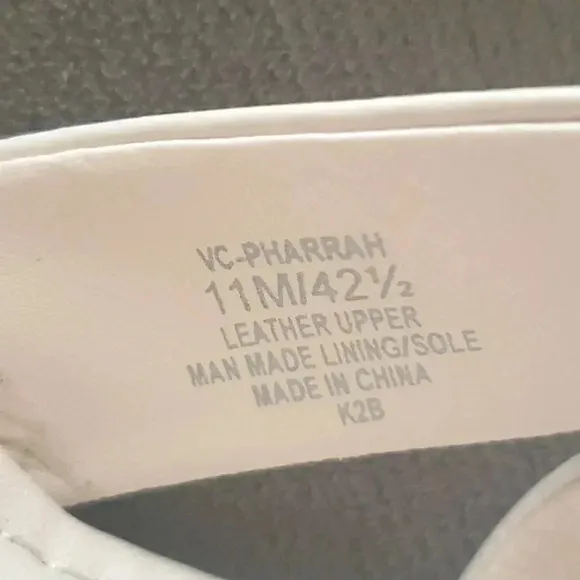 VC-PHARRAH
11M/42½
LEATHER UPPER
MAN MADE LINING/SOLE
MADE IN CHINA
K2B